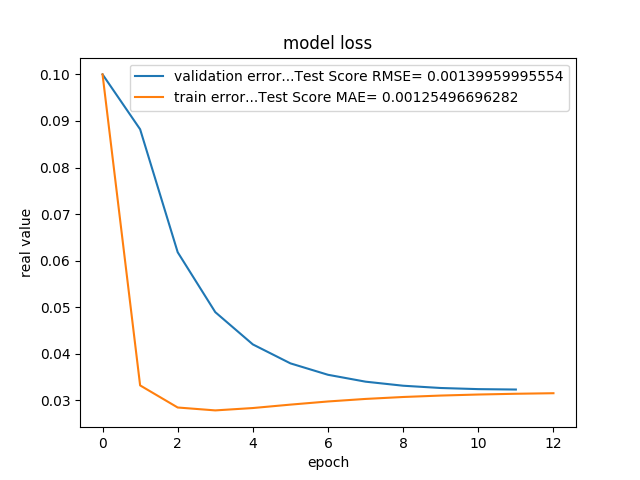 model loss
validation error...Test Score RMSE= 0.00139959995554
train error...Test Score MAE= 0.00125496696282
0.10
0.09
0.08
0.07
0.06
0.05
0.04
0.03
real value
0 2 4 6 8 10 12
epoch